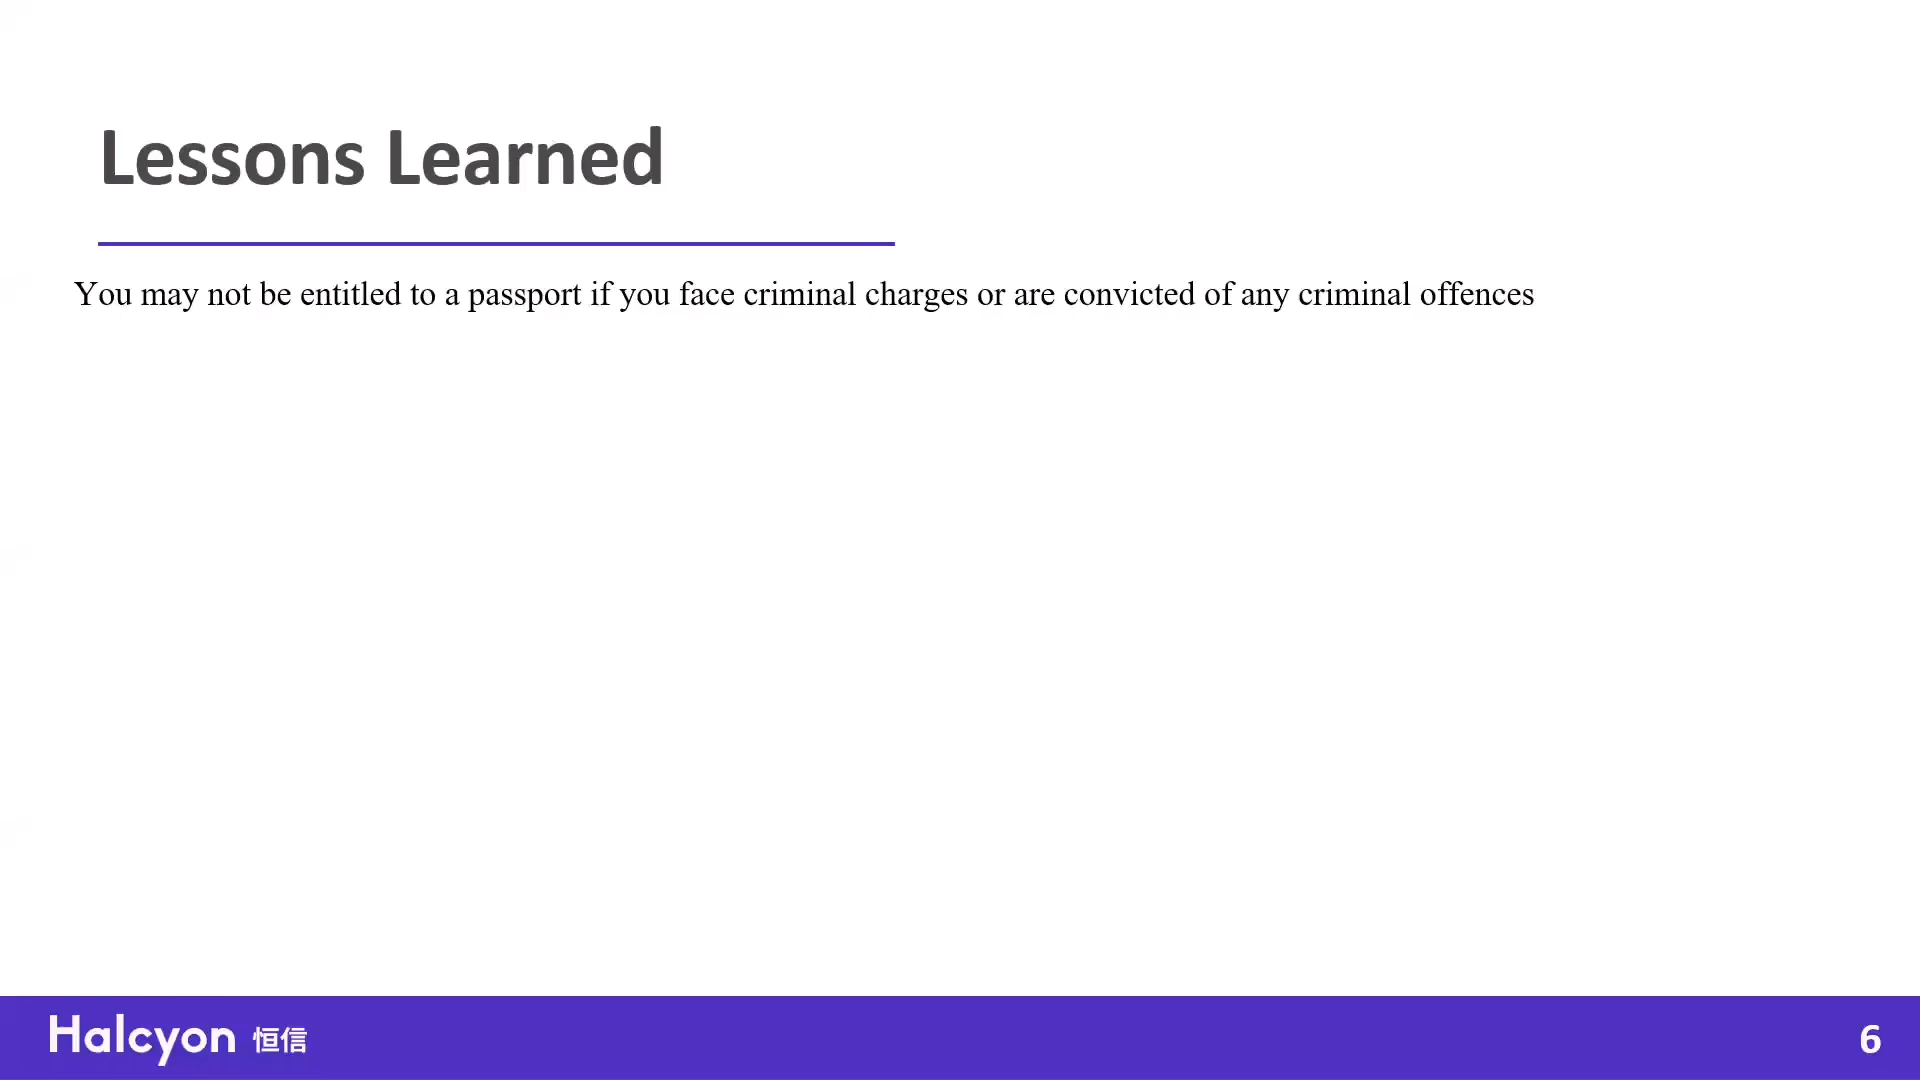 Lessons Learned
You may not be entitled to a passport if you face criminal charges or are convicted of any criminal offences
Halcyon 恒信
6